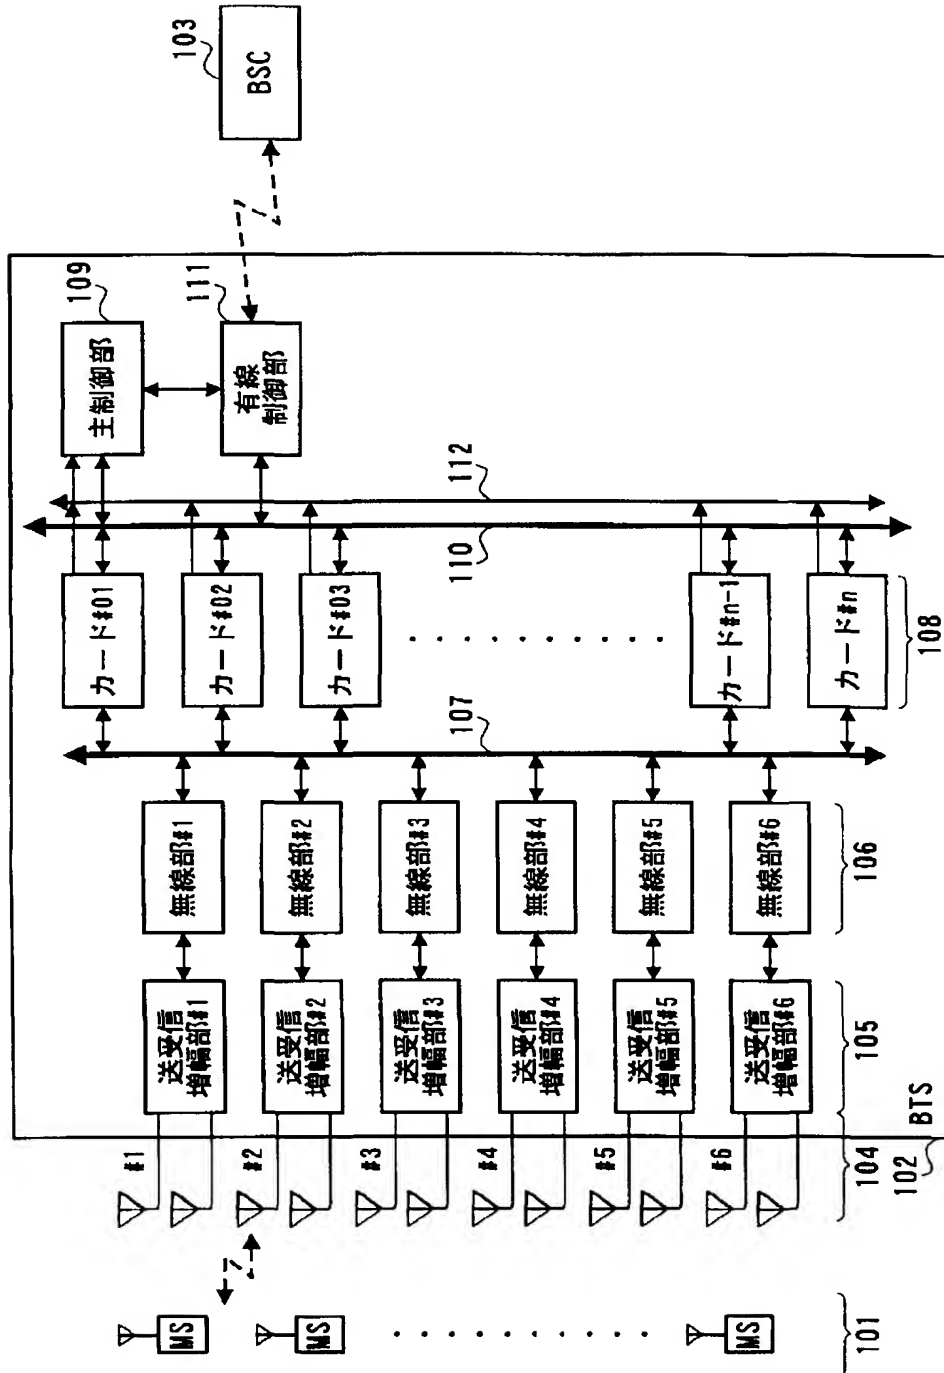 MS
MS
MS
101
#1
#2
#3
#4
#5
#6
104
102
BTS
送受信
増幅部#1
送受信
増幅部#2
送受信
増幅部#3
送受信
増幅部#4
送受信
増幅部#5
送受信
増幅部#6
105
無線部#1
無線部#2
無線部#3
無線部#4
無線部#5
無線部#6
106
107
カード#01
カード#02
カード#03
カード#n-1
カード#n
108
110
112
主制御部
109
有線
制御部
111
BSC
103